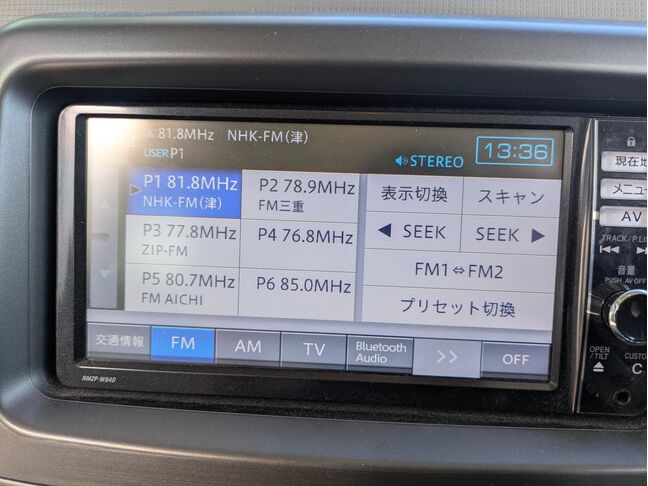 81.8MHz NHK-FM(津)
USER P1
STEREO
13:36
P1 81.8MHz
NHK-FM(津)
P2 78.9MHz
FM三重
P3 77.8MHz
ZIP-FM
P4 76.8MHz
P5 80.7MHz
FM AICHI
P6 85.0MHz
表示切換
スキャン
◀ SEEK
SEEK ▶
FM1⇔FM2
プリセット切換
交通情報
FM
AM
TV
Bluetooth
Audio
>>
OFF
NMZP-W64D
現在地
メニュー
AV
TRACK/P.LIS
音量
PUSH AV OFF
OPEN
/TILT
CUSTO
C